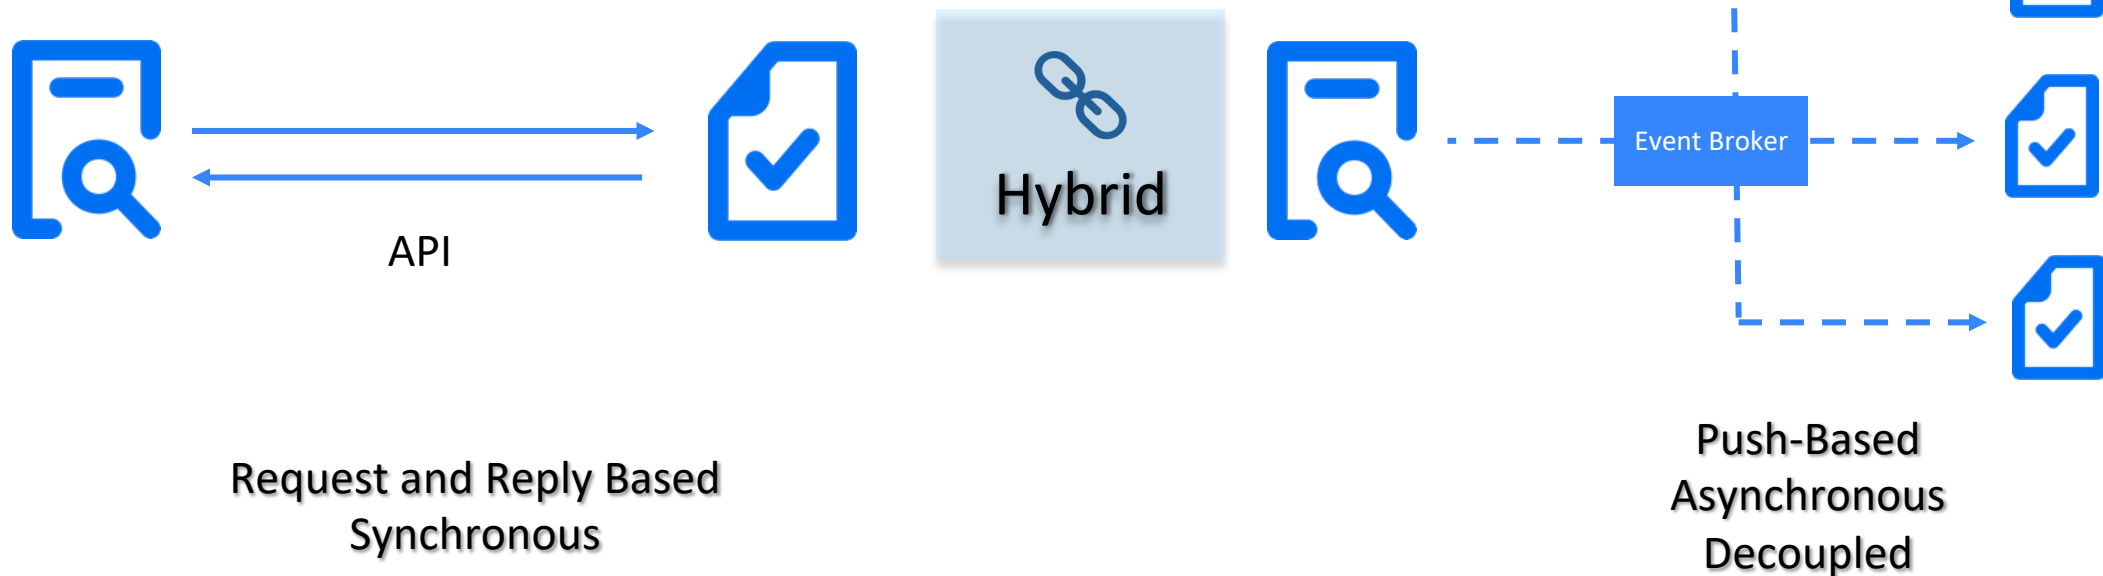 API
Request and Reply Based
Synchronous
Hybrid
Event Broker
Push-Based
Asynchronous
Decoupled